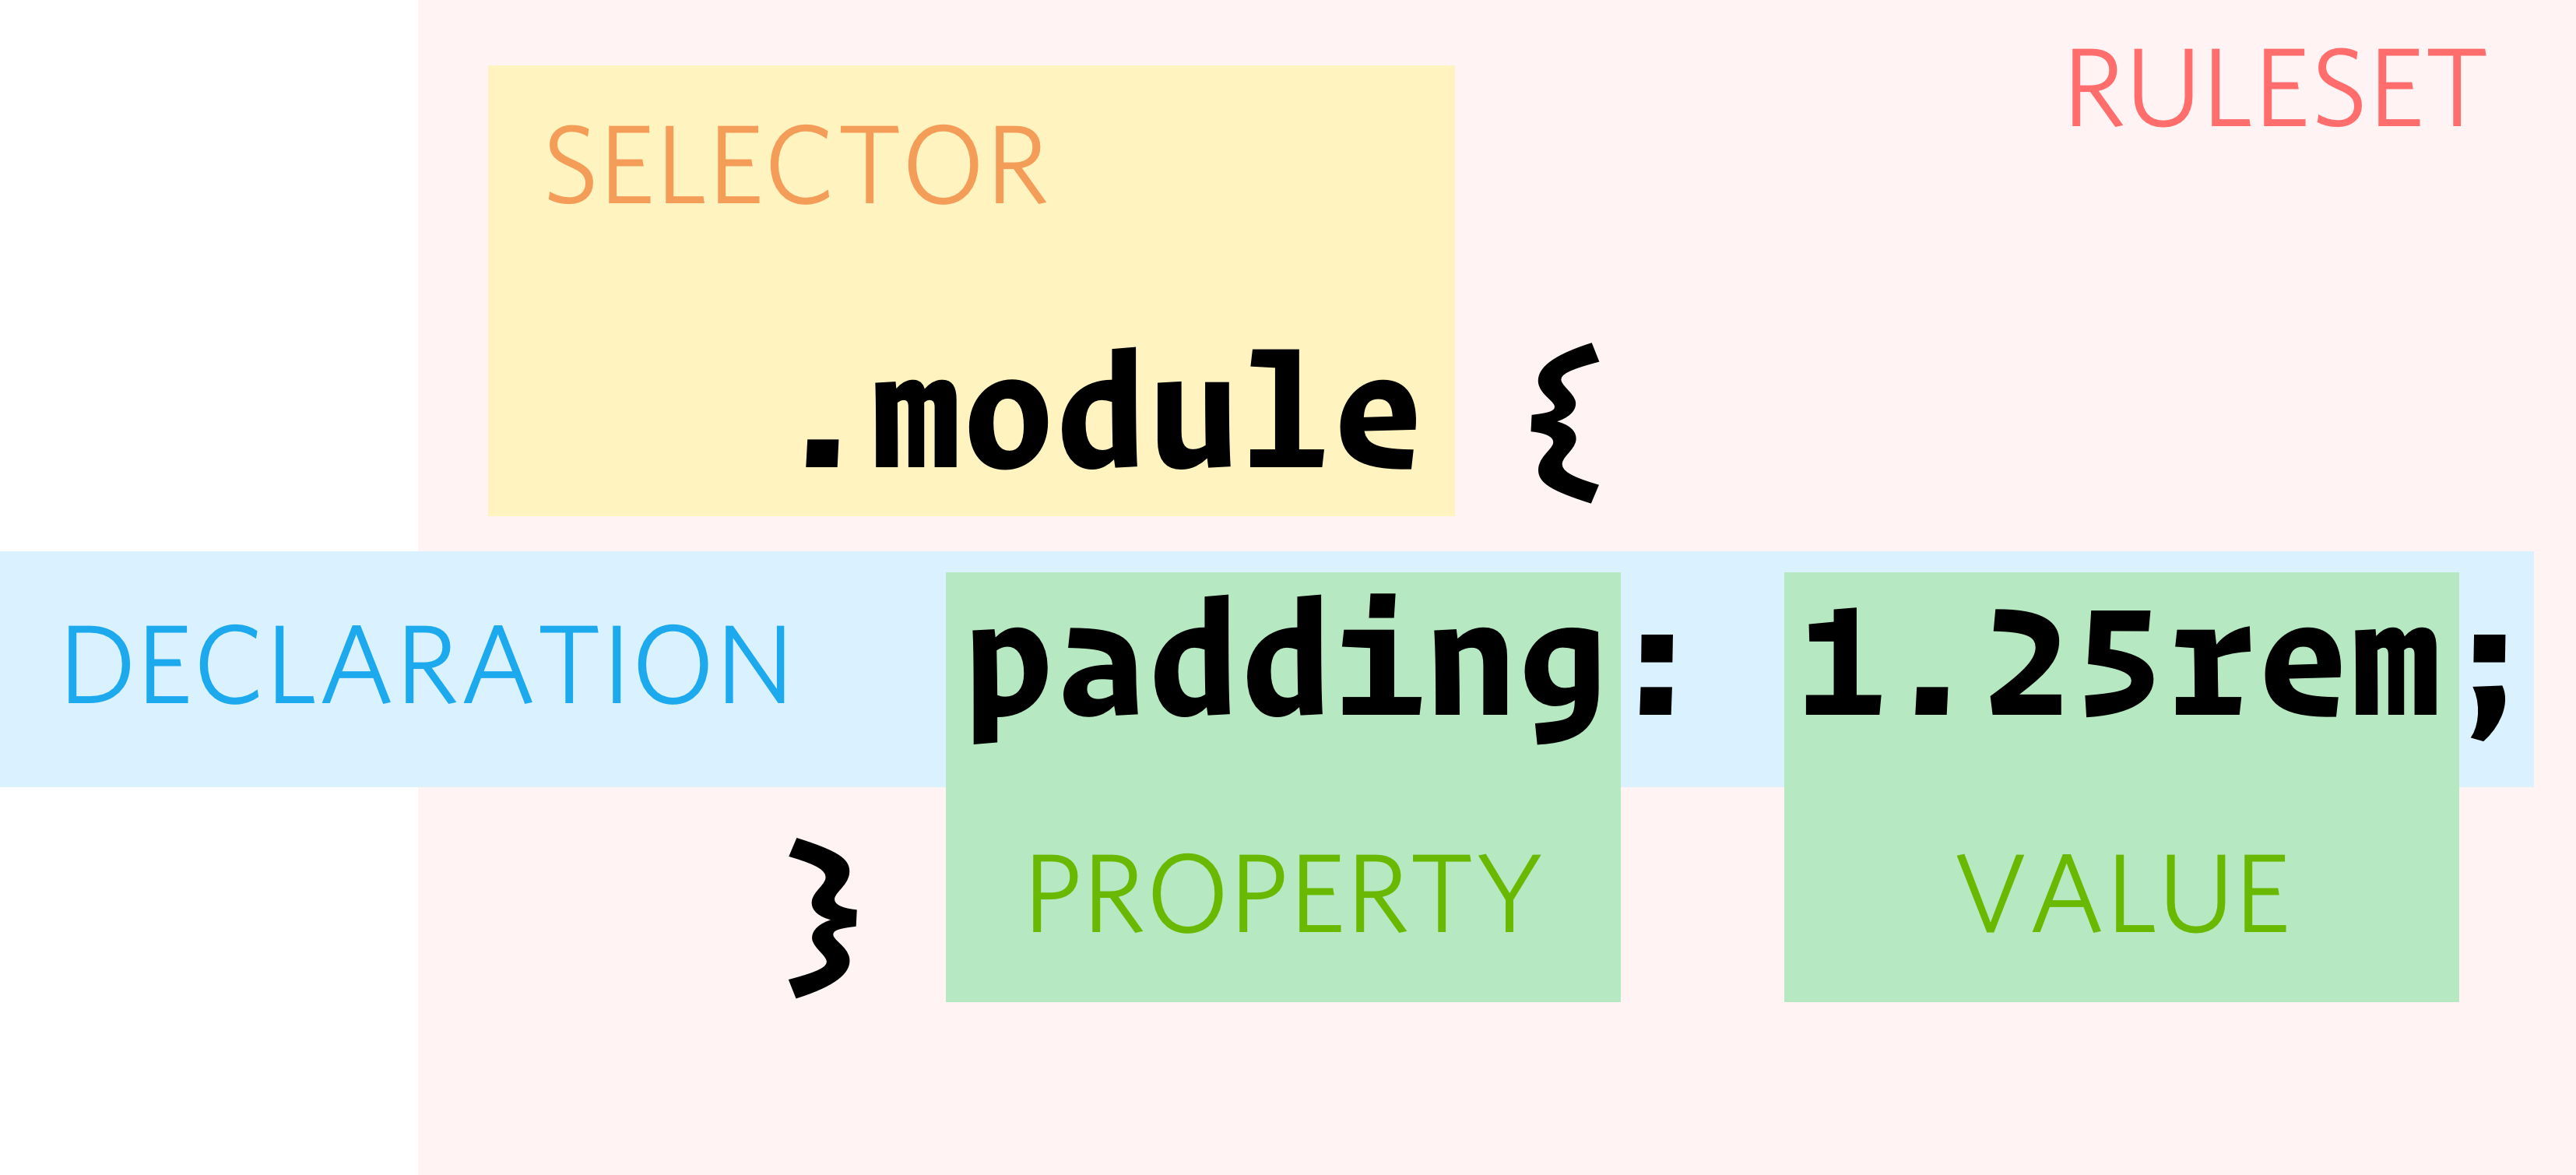 RULESET
SELECTOR
.module {
DECLARATION padding: 1.25rem;
} PROPERTY VALUE